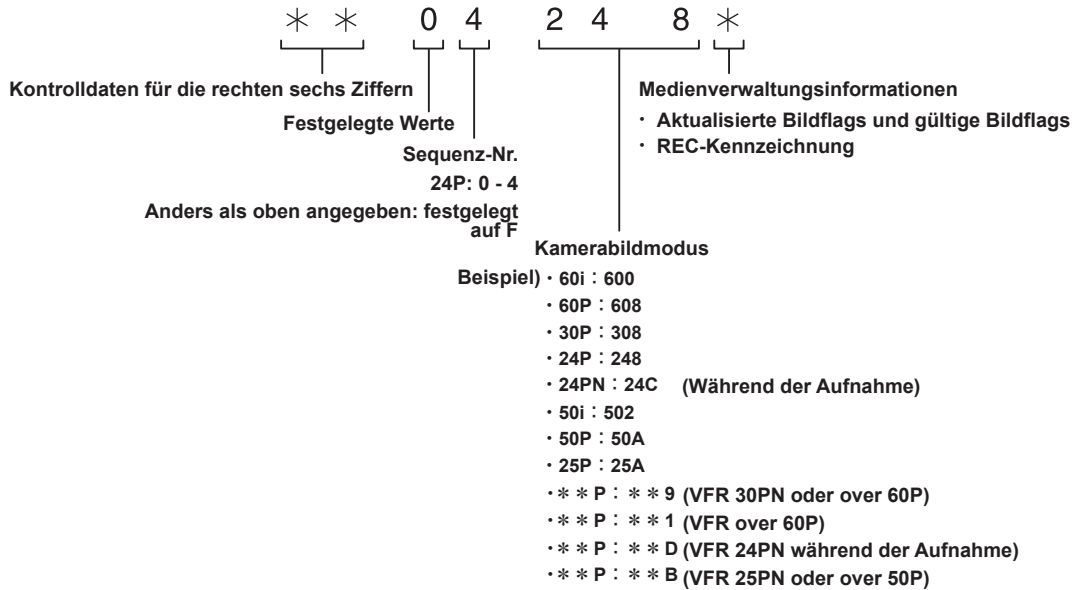 ＊ ＊ 0 4 2 4 8 ＊
Kontrolldaten für die rechten sechs Ziffern
Festgelegte Werte
Sequenz-Nr.
24P: 0 - 4
Anders als oben angegeben: festgelegt
auf F
Medienverwaltungsinformationen
・ Aktualisierte Bildflags und gültige Bildflags
・ REC-Kennzeichnung
Kamerabildmodus
Beispiel) ・60i：600
・60P：608
・30P：308
・24P：248
・24PN：24C (Während der Aufnahme)
・50i：502
・50P：50A
・25P：25A
・＊＊P：＊＊9 (VFR 30PN oder over 60P)
・＊＊P：＊＊1 (VFR over 60P)
・＊＊P：＊＊D (VFR 24PN während der Aufnahme)
・＊＊P：＊＊B (VFR 25PN oder over 50P)